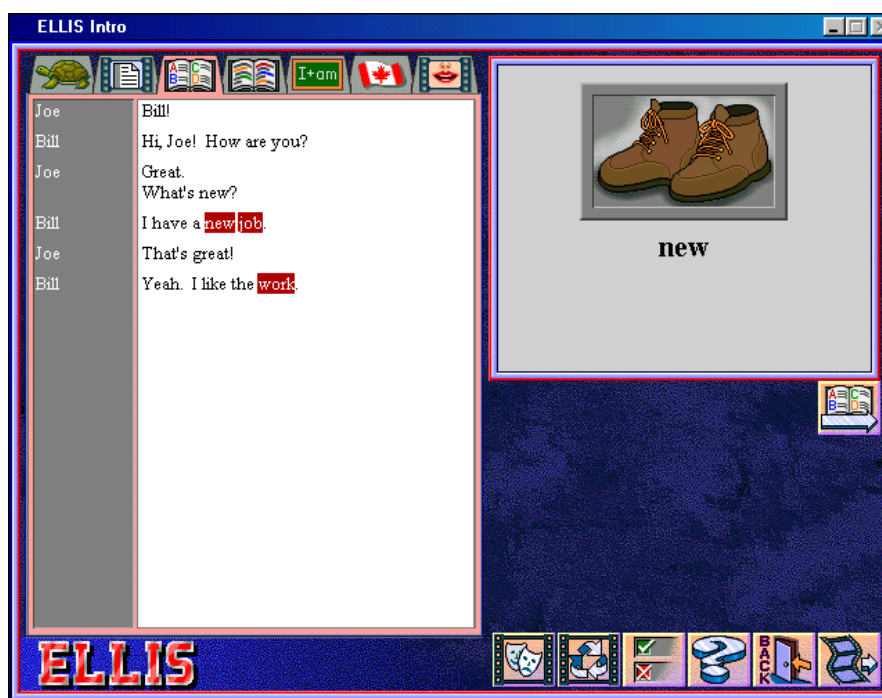 ELLIS Intro
I+am
Joe Bill!
Bill Hi, Joe! How are you?
Joe Great.
What's new?
Bill I have a new job.
Joe That's great!
Bill Yeah. I like the work.
new
A B C D
A B C D
BACK
ELLIS